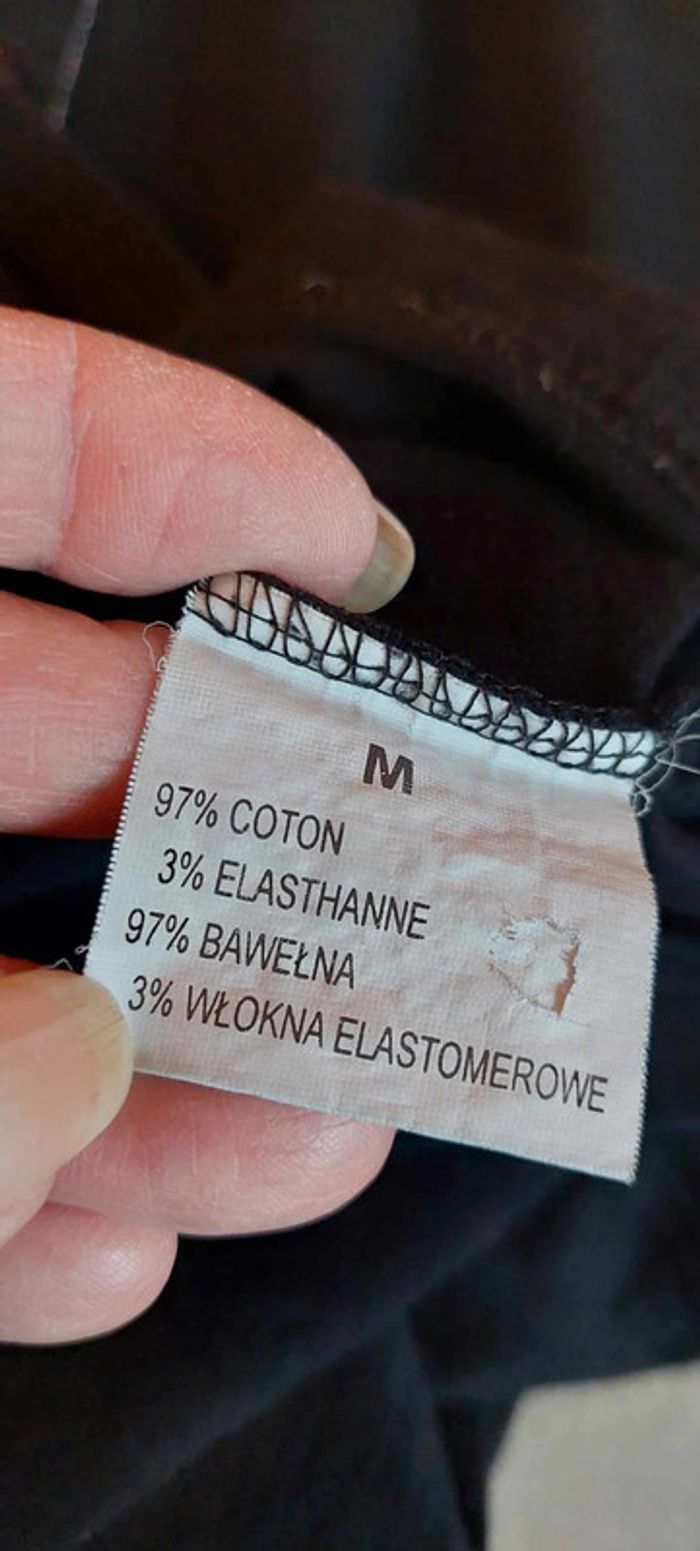 M
97% COTON
3% ELASTHANNE
97% BAWEŁNA
3% WŁOKNA ELASTOMEROWE